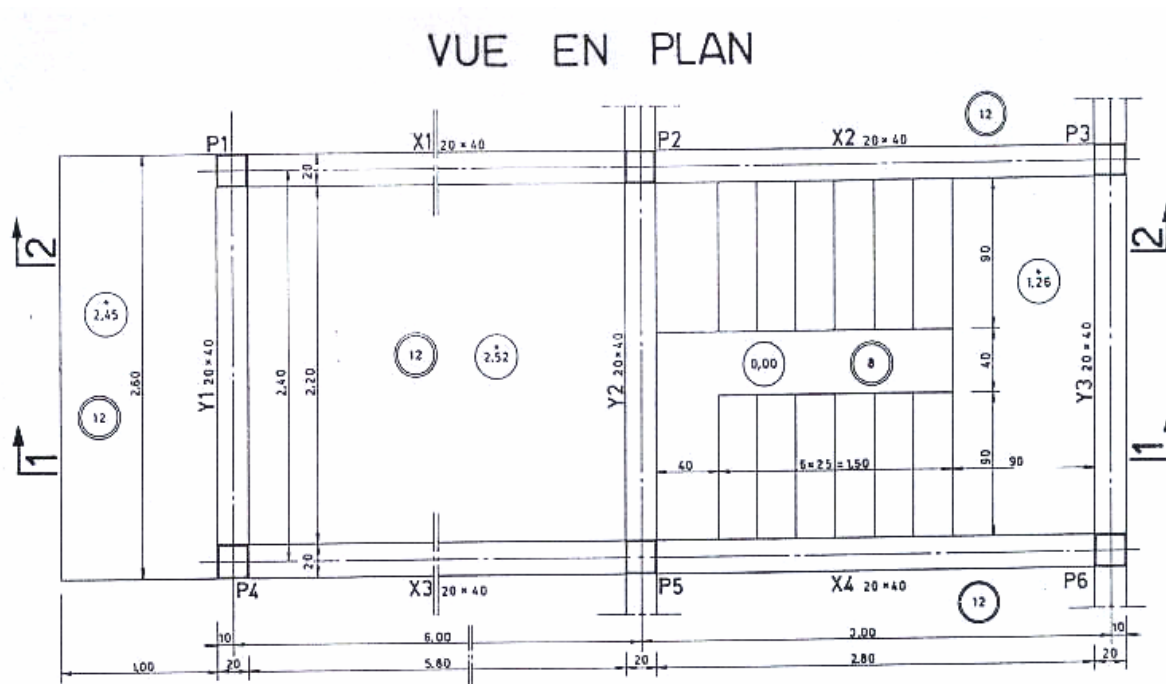 VUE EN PLAN
12
P1
X1 20×40
P2
X2 20×40
P3
20
2
2
90
+
1,26
+
2,45
12
2,60
Y1 20×40
2,40
2,20
12
+
2,52
Y2 20×40
0,00
8
40
Y3 20×40
1
1
40
6×25=1,50
90
90
20
P4
X3 20×40
P5
X4 20×40
P6
12
10
6,00
3,00
10
1,00
20
5,80
20
2,80
20